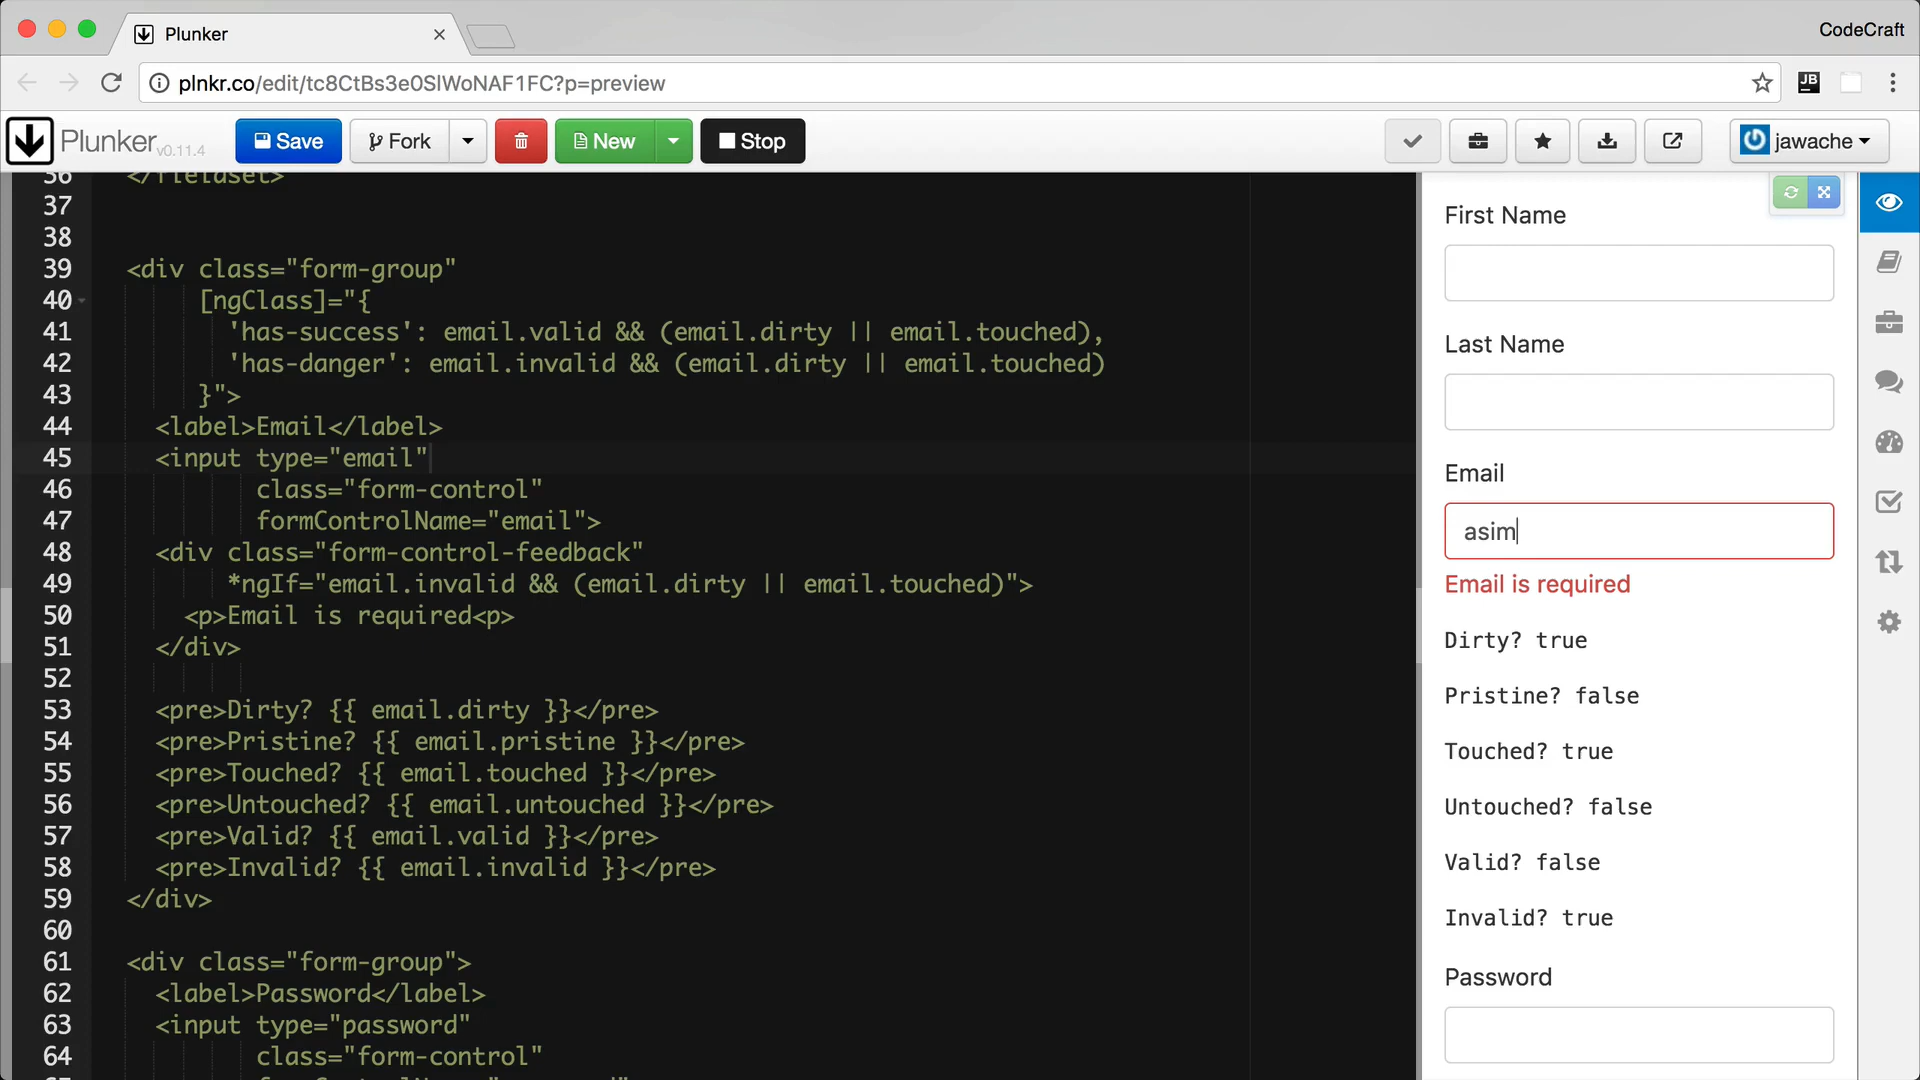 Plunker
CodeCraft
plnkr.co/edit/tc8CtBs3e0SlWoNAF1FC?p=preview
JB
Plunker v0.11.4
Save
Fork
New
Stop
jawache
36 </fieldset>
37
38
39 <div class="form-group"
40 [ngClass]="{
41 'has-success': email.valid && (email.dirty || email.touched),
42 'has-danger': email.invalid && (email.dirty || email.touched)
43 }">
44 <label>Email</label>
45 <input type="email"
46 class="form-control"
47 formControlName="email">
48 <div class="form-control-feedback"
49 *ngIf="email.invalid && (email.dirty || email.touched)">
50 <p>Email is required<p>
51 </div>
52
53 <pre>Dirty? {{ email.dirty }}</pre>
54 <pre>Pristine? {{ email.pristine }}</pre>
55 <pre>Touched? {{ email.touched }}</pre>
56 <pre>Untouched? {{ email.untouched }}</pre>
57 <pre>Valid? {{ email.valid }}</pre>
58 <pre>Invalid? {{ email.invalid }}</pre>
59 </div>
60
61 <div class="form-group">
62 <label>Password</label>
63 <input type="password"
64 class="form-control"
First Name
Last Name
Email
asim
Email is required
Dirty? true
Pristine? false
Touched? true
Untouched? false
Valid? false
Invalid? true
Password